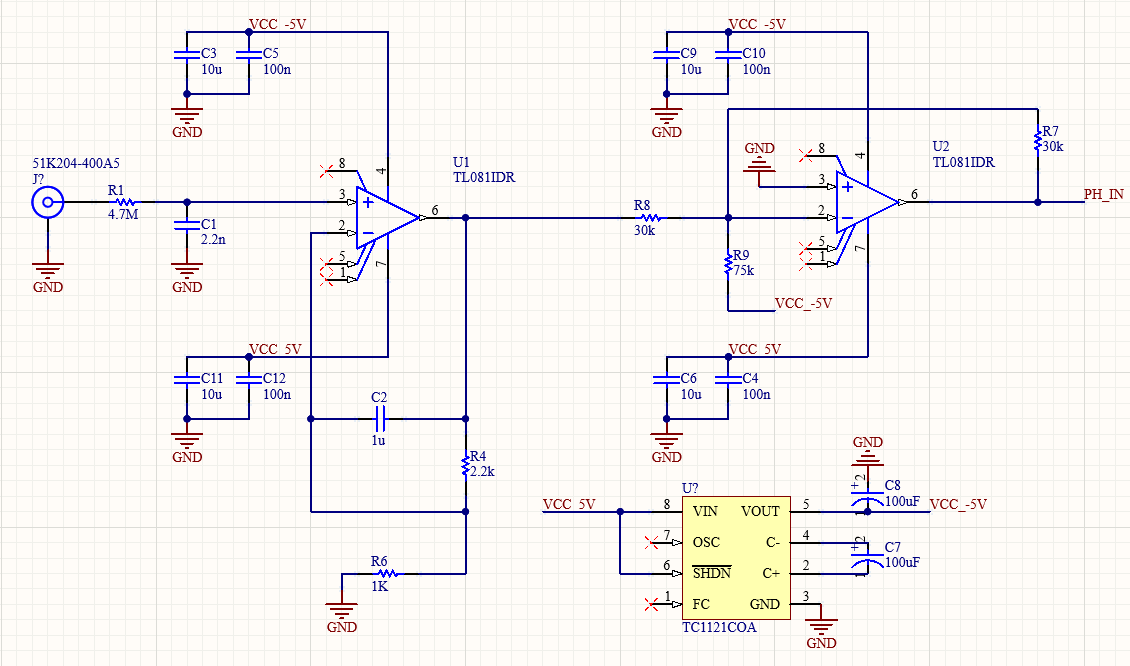 VCC_-5V
C3
10u
C5
100n
GND
51K204-400A5
J?
GND
R1
4.7M
C1
2.2n
GND
8
4
3
2
5
1
7
6
U1
TL081IDR
VCC_5V
C11
10u
C12
100n
GND
C2
1u
R4
2.2k
R6
1K
GND
VCC_-5V
C9
10u
C10
100n
GND
GND
8
4
3
2
5
1
7
6
U2
TL081IDR
R7
30k
PH_IN
R8
30k
R9
75k
VCC_-5V
VCC_5V
C6
10u
C4
100n
GND
VCC_5V
U?
8 VIN VOUT 5
7 OSC C- 4
6 SHDN C+ 2
1 FC GND 3
TC1121COA
GND
GND
+ 2
C8
100uF
1
VCC_-5V
+ 2
C7
100uF
1